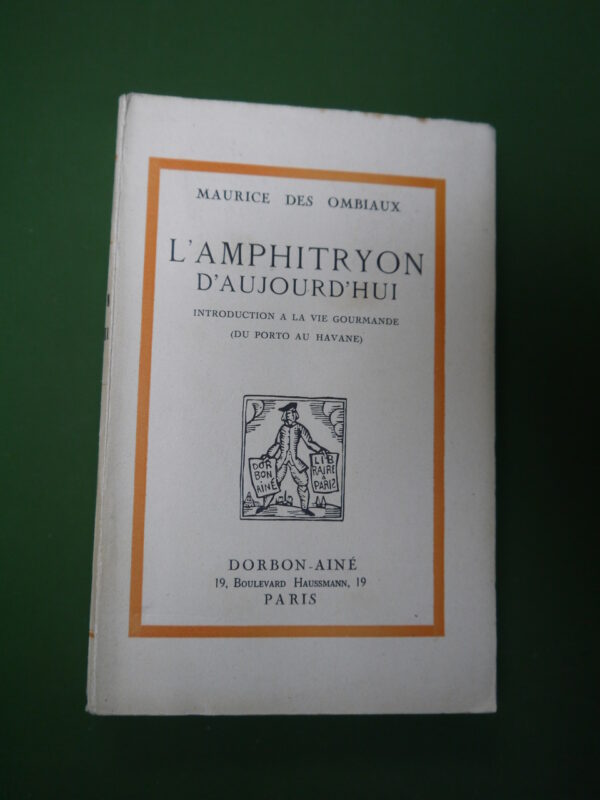 MAURICE DES OMBIAUX
L'AMPHITRYON
D'AUJOURD'HUI
INTRODUCTION A LA VIE GOURMANDE
(DU PORTO AU HAVANE)
DOR
BON
AINÉ
LIB
RAIRE
A
PARIS
DORBON-AINÉ
19, BOULEVARD HAUSSMANN, 19
PARIS